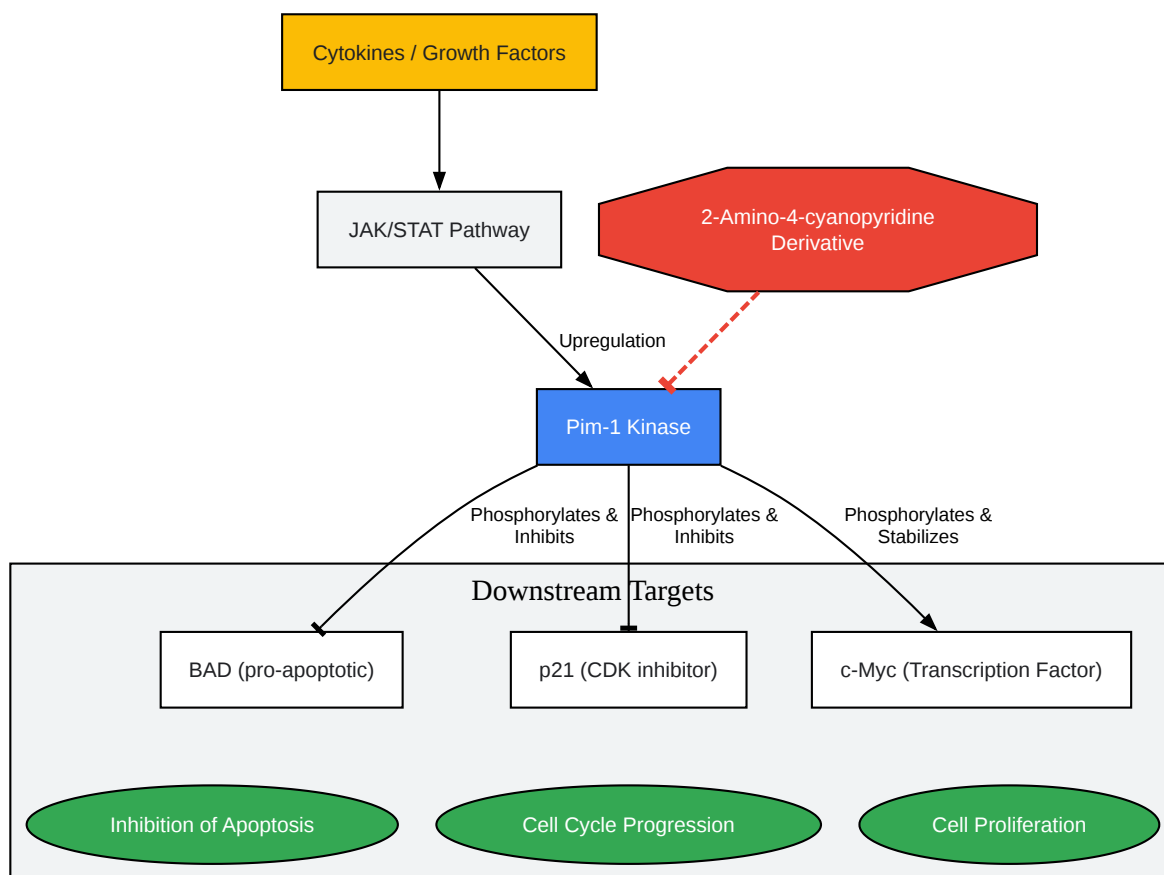 Cytokines / Growth Factors
JAK/STAT Pathway
2-Amino-4-cyanopyridine
Derivative
Upregulation
Pim-1 Kinase
Phosphorylates &
Inhibits
Phosphorylates &
Inhibits
Phosphorylates &
Stabilizes
Downstream Targets
BAD (pro-apoptotic)
p21 (CDK inhibitor)
c-Myc (Transcription Factor)
Inhibition of Apoptosis
Cell Cycle Progression
Cell Proliferation